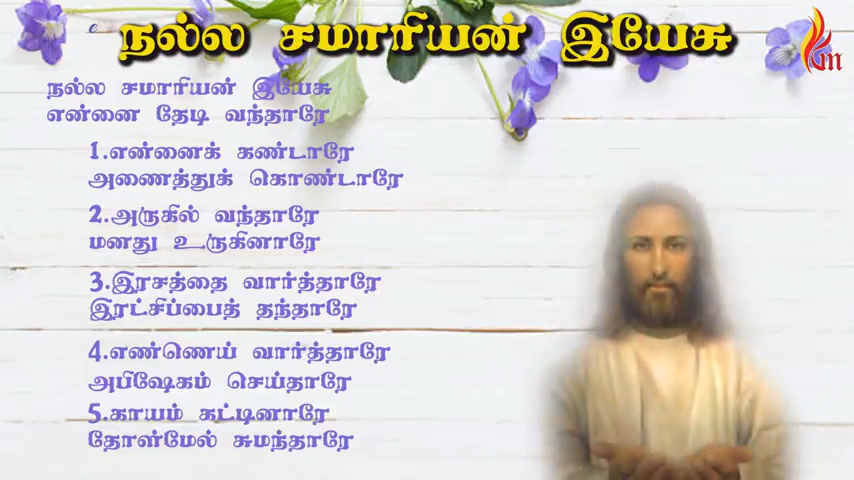 நல்ல சமாரியன் இயேசு
நல்ல சமாரியன் இயேசு
என்னை தேடி வந்தாரே
1.என்னைக் கண்டாரே
அணைத்துக் கொண்டாரே
2.அருகில் வந்தாரே
மனது உருகினாரே
3.இரசத்தை வார்த்தாரே
இரட்சிப்பைத் தந்தாரே
4.எண்ணெய் வார்த்தாரே
அபிஷேகம் செய்தாரே
5.காயம் கட்டினாரே
தோள்மேல் சுமந்தாரே